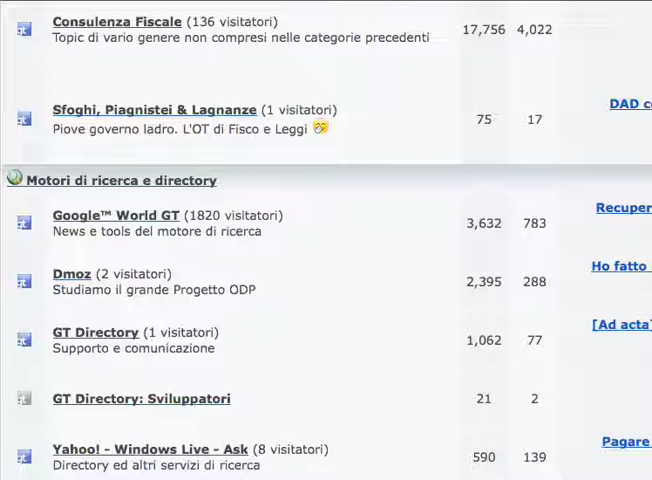 Consulenza Fiscale (136 visitatori)
Topic di vario genere non compresi nelle categorie precedenti
17,756 4,022
Sfoghi, Piagnistei & Lagnanze (1 visitatori)
Piove governo ladro. L'OT di Fisco e Leggi
75 17
DAD c
Motori di ricerca e directory
Google™ World GT (1820 visitatori)
News e tools del motore di ricerca
3,632 783
Recuper
Dmoz (2 visitatori)
Studiamo il grande Progetto ODP
2,395 288
Ho fatto
GT Directory (1 visitatori)
Supporto e comunicazione
1,062 77
[Ad acta
GT Directory: Sviluppatori
21 2
Yahoo! - Windows Live - Ask (8 visitatori)
Directory ed altri servizi di ricerca
590 139
Pagare